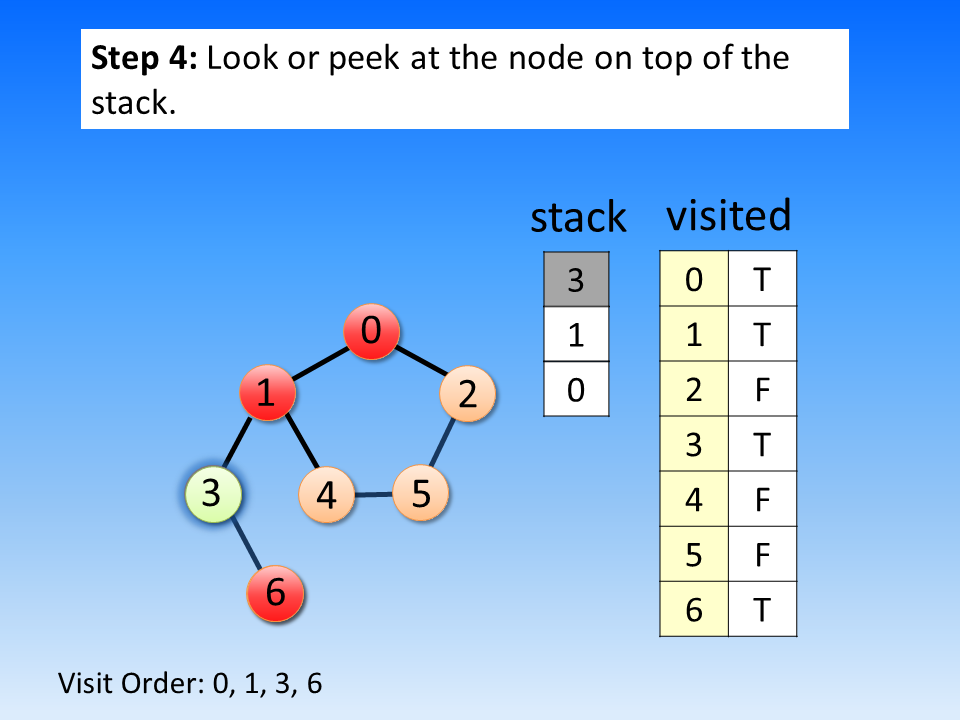 Step 4: Look or peek at the node on top of the
stack.
stack visited
3
1
0
0 T
1 T
2 F
3 T
4 F
5 F
6 T
0
1
2
3
4
5
6
Visit Order: 0, 1, 3, 6